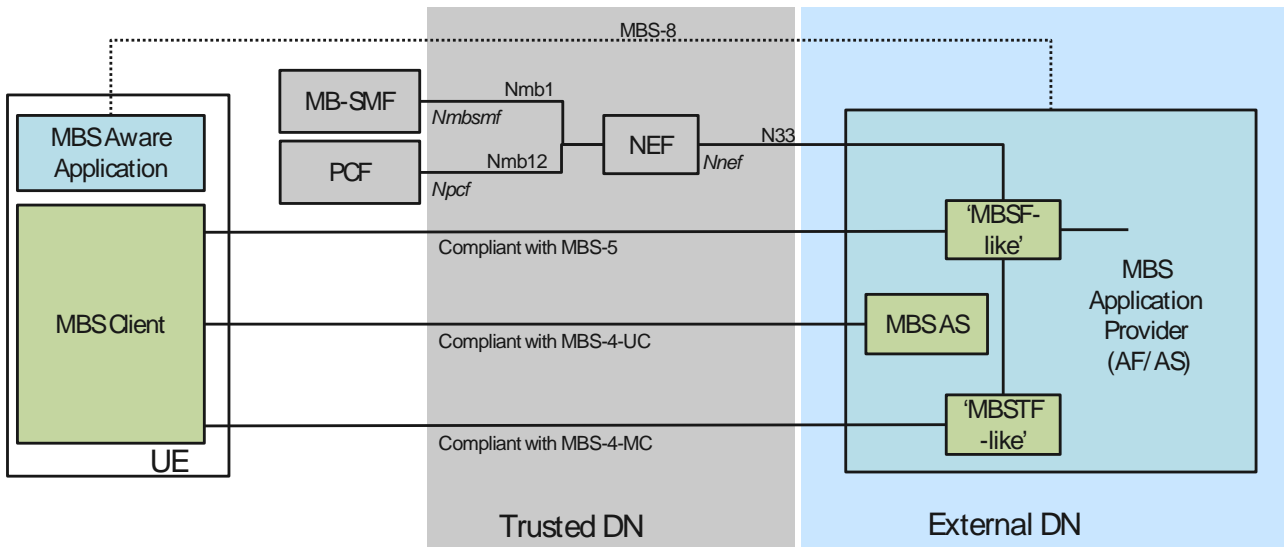 MBS-8
MB-SMF
Nmb1
Nmbsmf
MBS Aware
Application
NEF
N33
Nnef
PCF
Nmb12
Npcf
‘MBSF-
like’
Compliant with MBS-5
MBS
Application
Provider
(AF/AS)
MBS Client
MBS AS
Compliant with MBS-4-UC
‘MBSTF
-like’
Compliant with MBS-4-MC
UE
Trusted DN
External DN